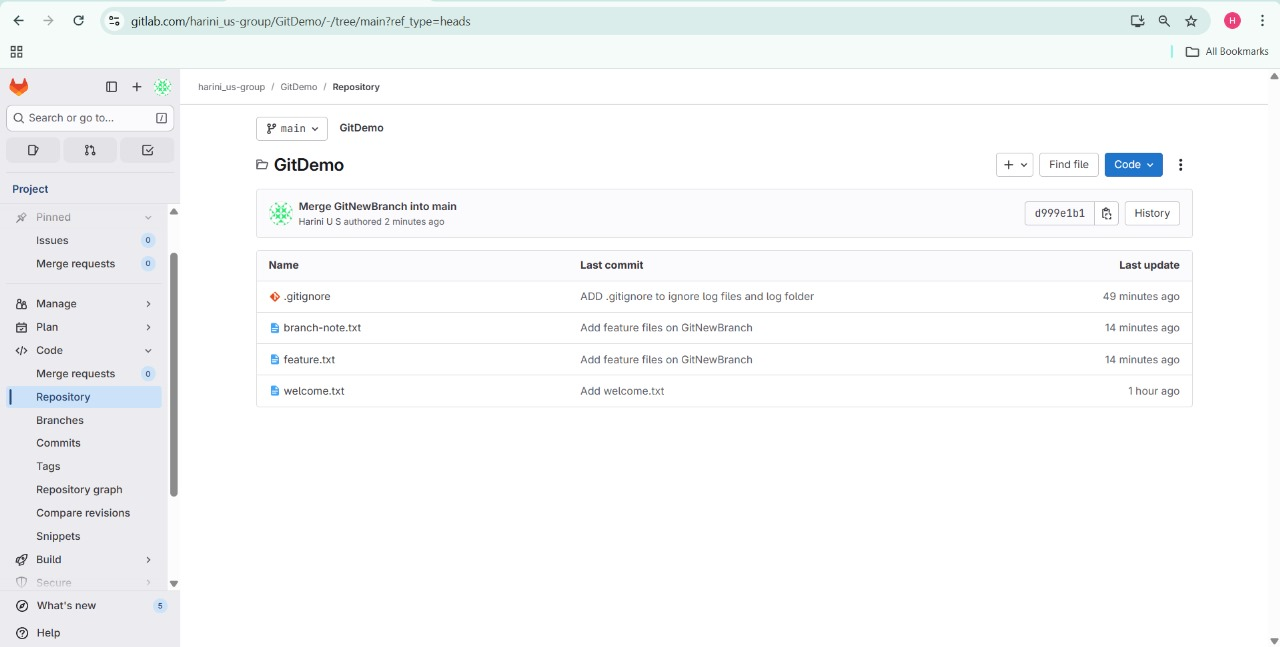 gitlab.com/harini_us-group/GitDemo/-/tree/main?ref_type=heads
H
All Bookmarks
Search or go to...
/
Project
Pinned
Issues 0
Merge requests 0
Manage
Plan
Code
Merge requests 0
Repository
Branches
Commits
Tags
Repository graph
Compare revisions
Snippets
Build
Secure
What's new 5
Help
harini_us-group / GitDemo / Repository
main GitDemo
GitDemo
Find file
Code
Merge GitNewBranch into main
Harini U S authored 2 minutes ago
d999e1b1
History
Name Last commit Last update
.gitignore ADD .gitignore to ignore log files and log folder 49 minutes ago
branch-note.txt Add feature files on GitNewBranch 14 minutes ago
feature.txt Add feature files on GitNewBranch 14 minutes ago
welcome.txt Add welcome.txt 1 hour ago